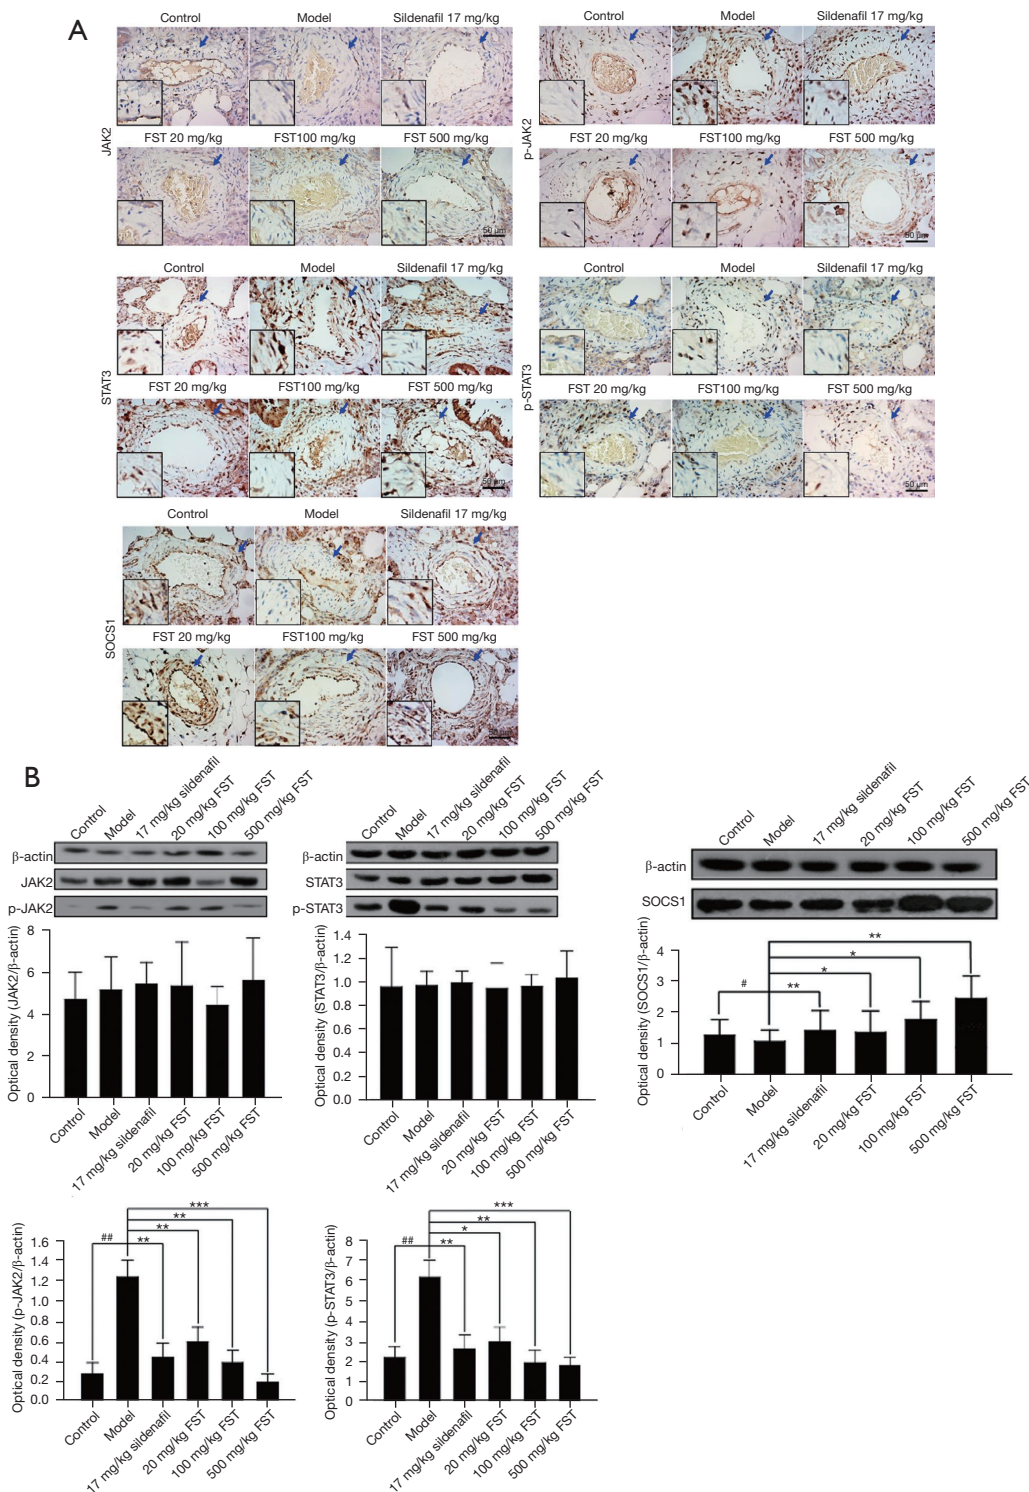 A
Control Model Sildenafil 17 mg/kg
JAK2
FST 20 mg/kg FST100 mg/kg FST 500 mg/kg
50 µm
Control Model Sildenafil 17 mg/kg
p-JAK2
FST 20 mg/kg FST100 mg/kg FST 500 mg/kg
50 µm
Control Model Sildenafil 17 mg/kg
STAT3
FST 20 mg/kg FST100 mg/kg FST 500 mg/kg
50 µm
Control Model Sildenafil 17 mg/kg
p-STAT3
FST 20 mg/kg FST100 mg/kg FST 500 mg/kg
50 µm
Control Model Sildenafil 17 mg/kg
SOCS1
FST 20 mg/kg FST100 mg/kg FST 500 mg/kg
B
Control Model 17 mg/kg sildenafil 20 mg/kg FST 100 mg/kg FST 500 mg/kg FST
β-actin
JAK2
p-JAK2
Control Model 17 mg/kg sildenafil 20 mg/kg FST 100 mg/kg FST 500 mg/kg FST
β-actin
STAT3
p-STAT3
Control Model 17 mg/kg sildenafil 20 mg/kg FST 100 mg/kg FST 500 mg/kg FST
β-actin
SOCS1
Optical density (JAK2/β-actin)
8
6
4
2
0
Control Model 17 mg/kg sildenafil 20 mg/kg FST 100 mg/kg FST 500 mg/kg FST
Optical density (STAT3/β-actin)
1.4
1.2
1.0
0.8
0.6
0.4
0.2
0.0
Control Model 17 mg/kg sildenafil 20 mg/kg FST 100 mg/kg FST 500 mg/kg FST
Optical density (SOCS1/β-actin)
4
3
2
1
0
**
*
*
# **
Control Model 17 mg/kg sildenafil 20 mg/kg FST 100 mg/kg FST 500 mg/kg FST
Optical density (p-JAK2/β-actin)
1.6
1.4
1.2
1.0
0.8
0.6
0.4
0.2
0.0
***
**
**
## **
Control Model 17 mg/kg sildenafil 20 mg/kg FST 100 mg/kg FST 500 mg/kg FST
Optical density (p-STAT3/β-actin)
8
7
6
5
4
3
2
1
0
***
**
*
## **
Control Model 17 mg/kg sildenafil 20 mg/kg FST 100 mg/kg FST 500 mg/kg FST